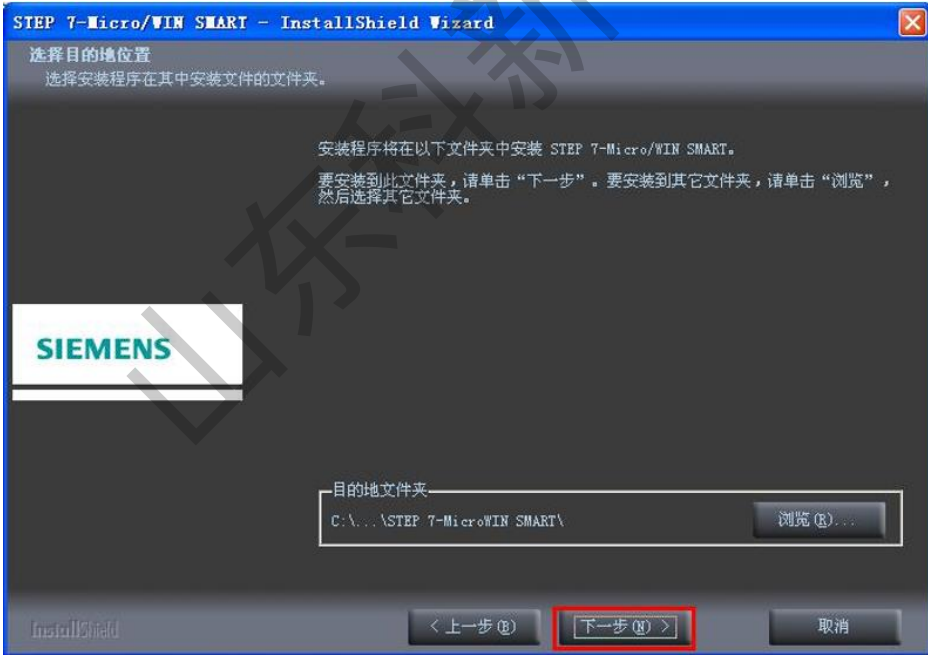 STEP 7-Micro/WIN SMART - InstallShield Wizard
选择目的地位置
选择安装程序在其中安装文件的文件夹。
安装程序将在以下文件夹中安装 STEP 7-Micro/WIN SMART。
要安装到此文件夹，请单击“下一步”。要安装到其它文件夹，请单击“浏览”，
然后选择其它文件夹。
SIEMENS
目的地文件夹
C:\...\STEP 7-MicroWIN SMART\
浏览(R)...
InstallShield
< 上一步(B)
下一步(N) >
取消
山东科新